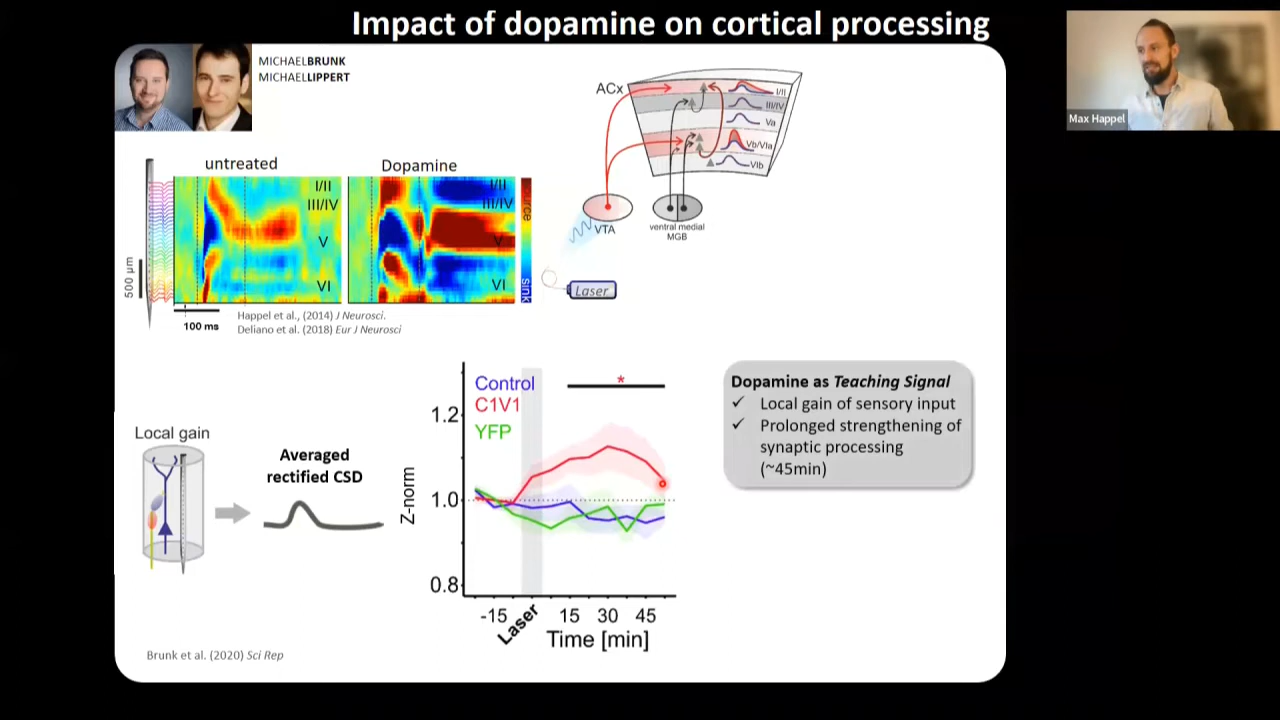 Impact of dopamine on cortical processing
Max Happel
MICHAELBRUNK
MICHAELLIPPERT
untreated
Dopamine
I/II
III/IV
V
VI
I/II
III/IV
V
VI
source
sink
500 µm
100 ms
Happel et al., (2014) J Neurosci.
Deliano et al. (2018) Eur J Neurosci
ACx
I/II
III/IV
Va
Vb/VIa
VIb
VTA
ventral medial
MGB
Laser
Local gain
Averaged
rectified CSD
Control
C1V1
YFP
*
Z-norm
1.2
1.0
0.8
-15
Laser
15
30
45
Time [min]
Dopamine as Teaching Signal
✓ Local gain of sensory input
✓ Prolonged strengthening of
synaptic processing
(~45min)
Brunk et al. (2020) Sci Rep